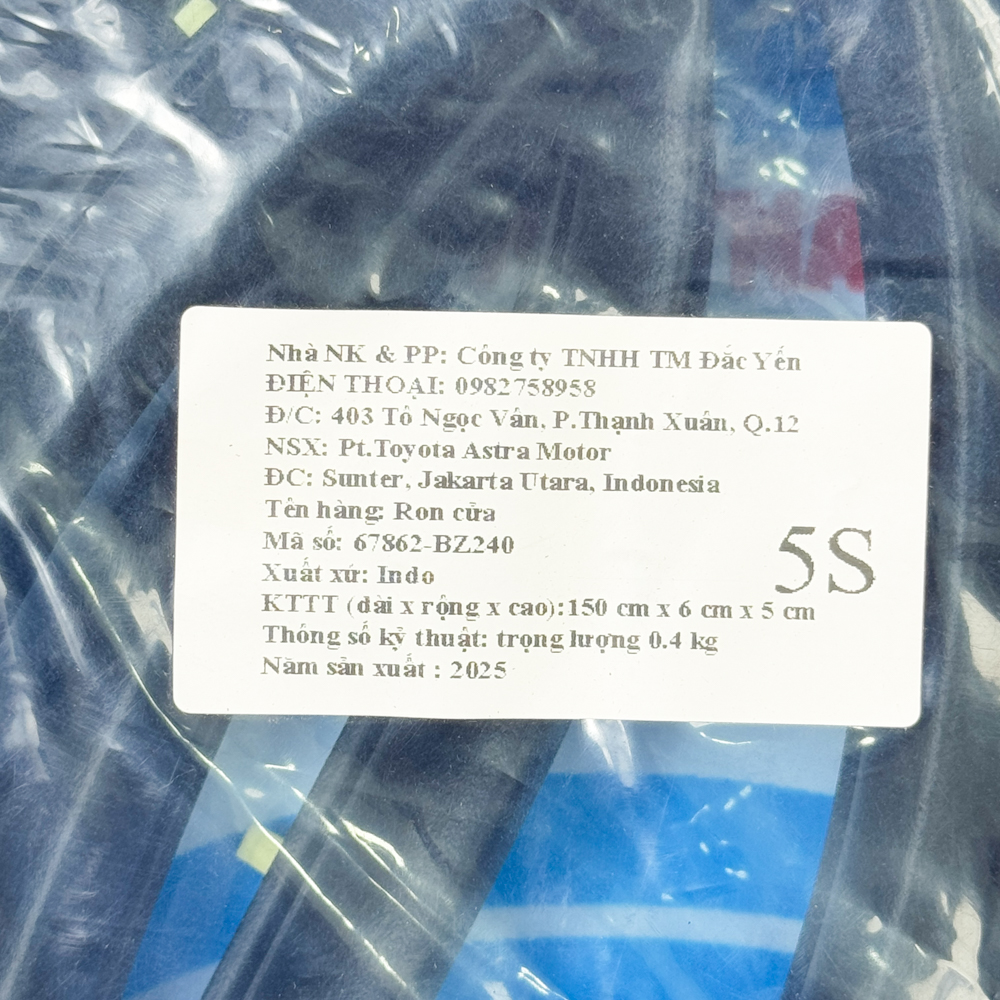 Nhà NK & PP: Công ty TNHH TM Đắc Yến
ĐIỆN THOẠI: 0982758958
Đ/C: 403 Tô Ngọc Vân, P.Thạnh Xuân, Q.12
NSX: Pt.Toyota Astra Motor
ĐC: Sunter, Jakarta Utara, Indonesia
Tên hàng: Ron cửa
Mã số: 67862-BZ240
Xuất xứ: Indo
5S
KTTT (dài x rộng x cao):150 cm x 6 cm x 5 cm
Thông số kỹ thuật: trọng lượng 0.4 kg
Năm sản xuất : 2025